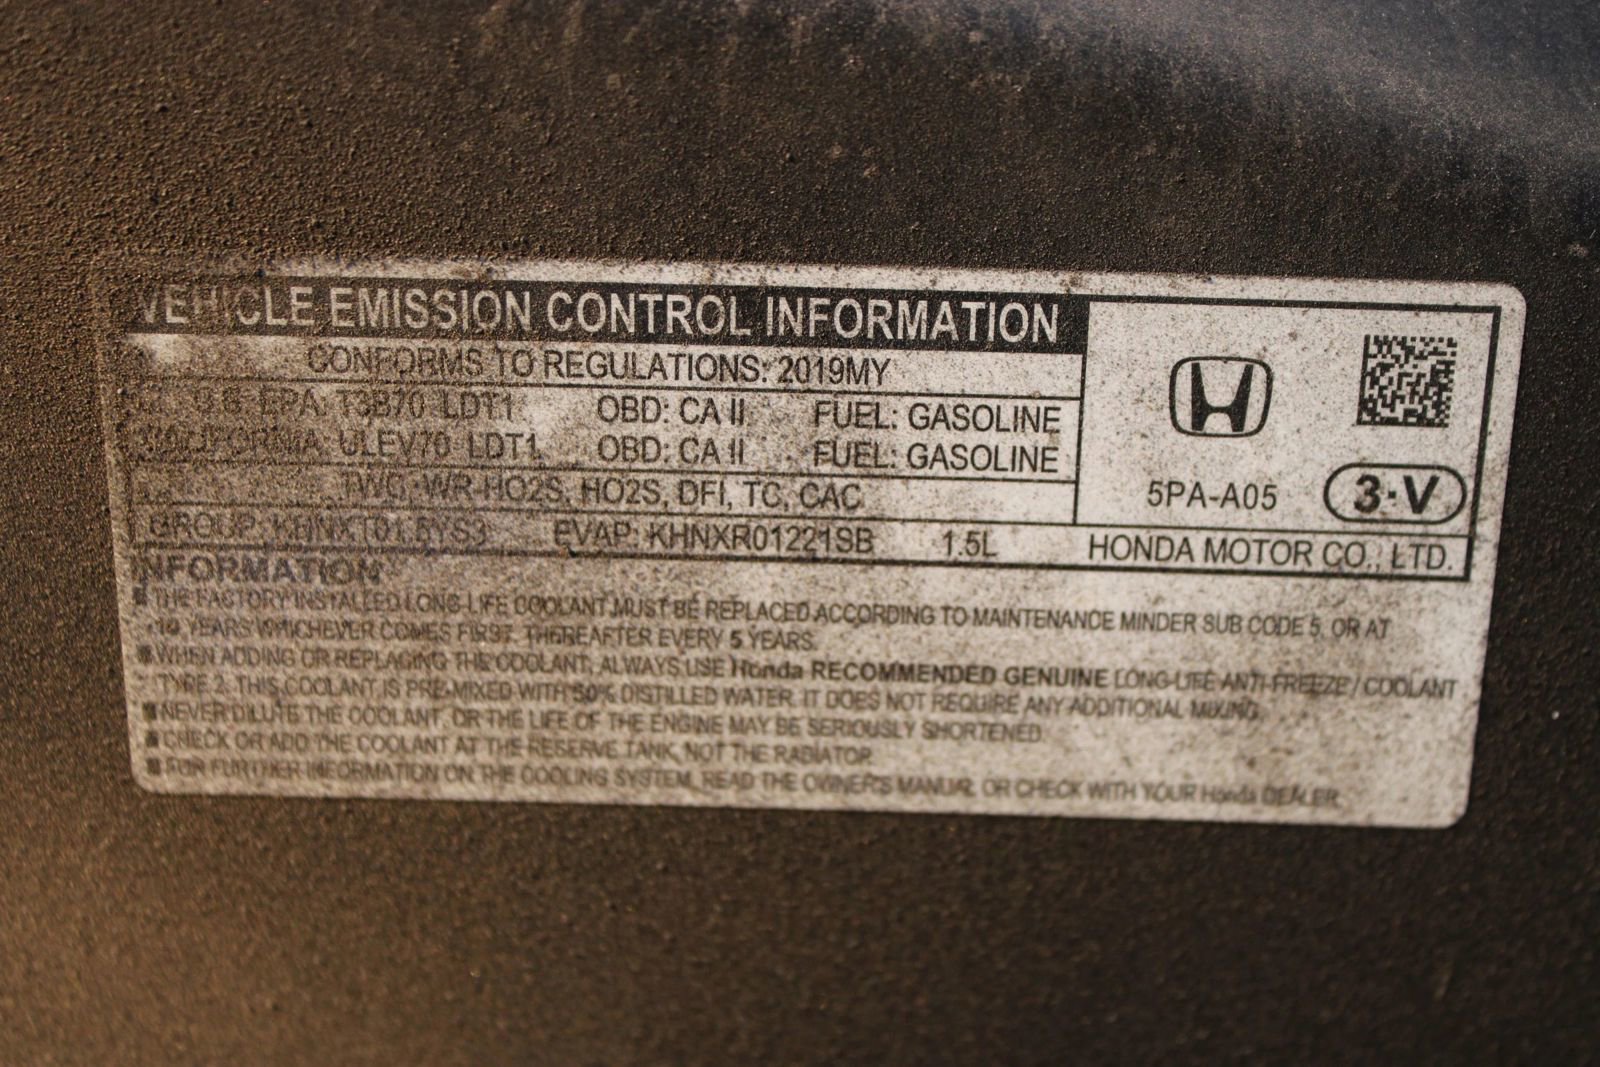 VEHICLE EMISSION CONTROL INFORMATION
CONFORMS TO REGULATIONS: 2019MY
U.S. EPA: T3B70 LDT1 OBD: CA II FUEL: GASOLINE
CALIFORNIA: ULEV70 LDT1 OBD: CA II FUEL: GASOLINE
TWC, WR-HO2S, HO2S, DFI, TC, CAC
5PA-A05 3·V
GROUP: EVAP: KHNXR01221SB 1.5L HONDA MOTOR CO., LTD.
INFORMATION
■ THE FACTORY INSTALLED LONG-LIFE COOLANT MUST BE REPLACED ACCORDING TO MAINTENANCE MINDER SUB CODE 5, OR AT
10 YEARS WHICHEVER COMES FIRST. THEREAFTER EVERY 5 YEARS.
■ WHEN ADDING OR REPLACING THE COOLANT, ALWAYS USE Honda RECOMMENDED GENUINE LONG-LIFE ANTI-FREEZE / COOLANT
TYPE 2. THIS COOLANT IS PRE-MIXED WITH 50% DISTILLED WATER. IT DOES NOT REQUIRE ANY ADDITIONAL MIXING.
■ NEVER DILUTE THE COOLANT, OR THE LIFE OF THE ENGINE MAY BE SERIOUSLY SHORTENED.
■ CHECK OR ADD THE COOLANT AT THE RESERVE TANK, NOT THE RADIATOR.
■ FOR FURTHER INFORMATION ON THE COOLING SYSTEM, READ THE OWNER'S MANUAL OR CHECK WITH YOUR Honda DEALER.